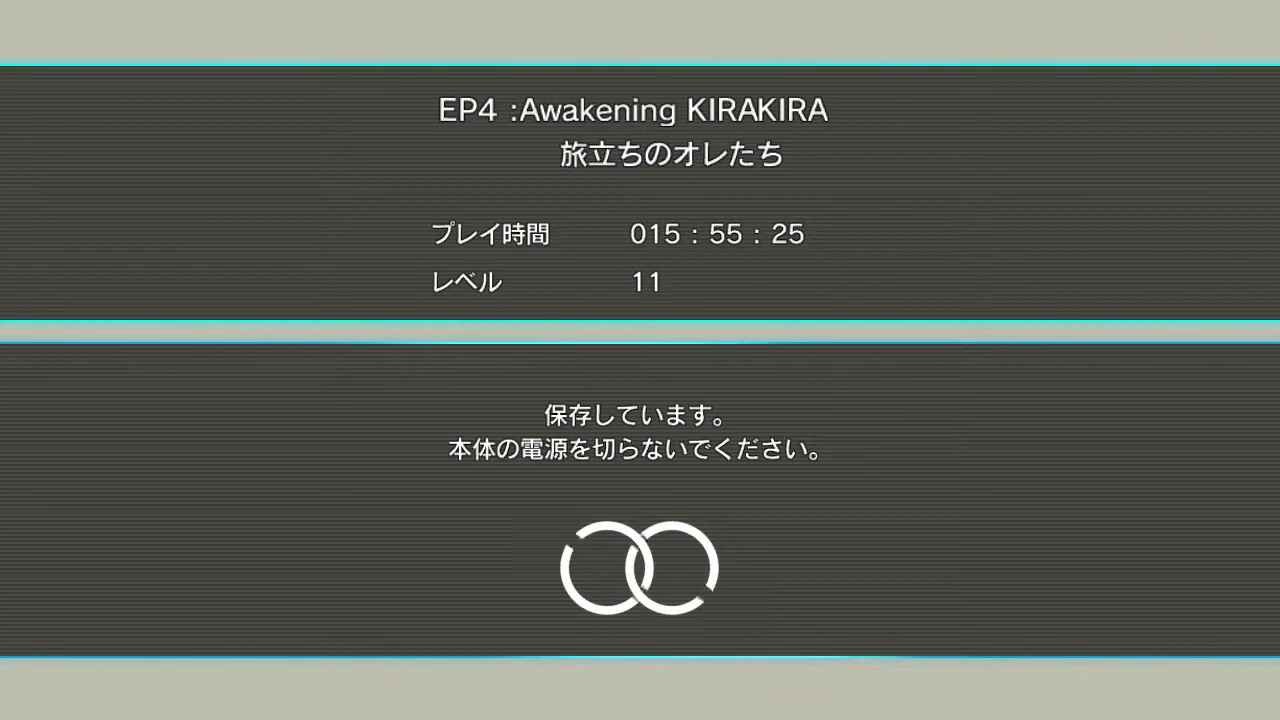 EP4 :Awakening KIRAKIRA
旅立ちのオレたち
プレイ時間 015 : 55 : 25
レベル 11
保存しています。
本体の電源を切らないでください。